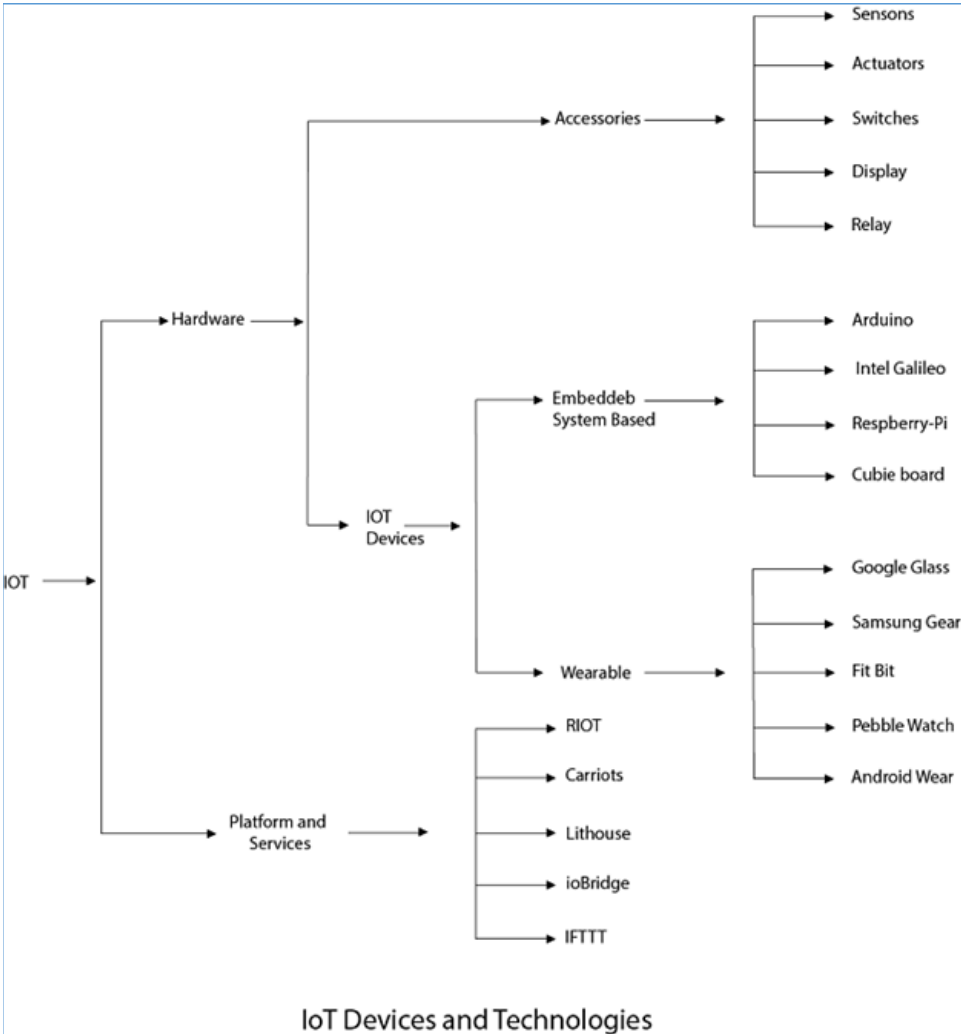 Sensons
Actuators
Accessories
Switches
Display
Relay
Hardware
Arduino
Intel Galileo
Embeddeb
System Based
Respberry-Pi
Cubie board
IOT
Devices
IOT
Google Glass
Samsung Gear
Wearable
Fit Bit
Pebble Watch
Android Wear
RIOT
Carriots
Platform and
Services
Lithouse
ioBridge
IFTTT
IoT Devices and Technologies